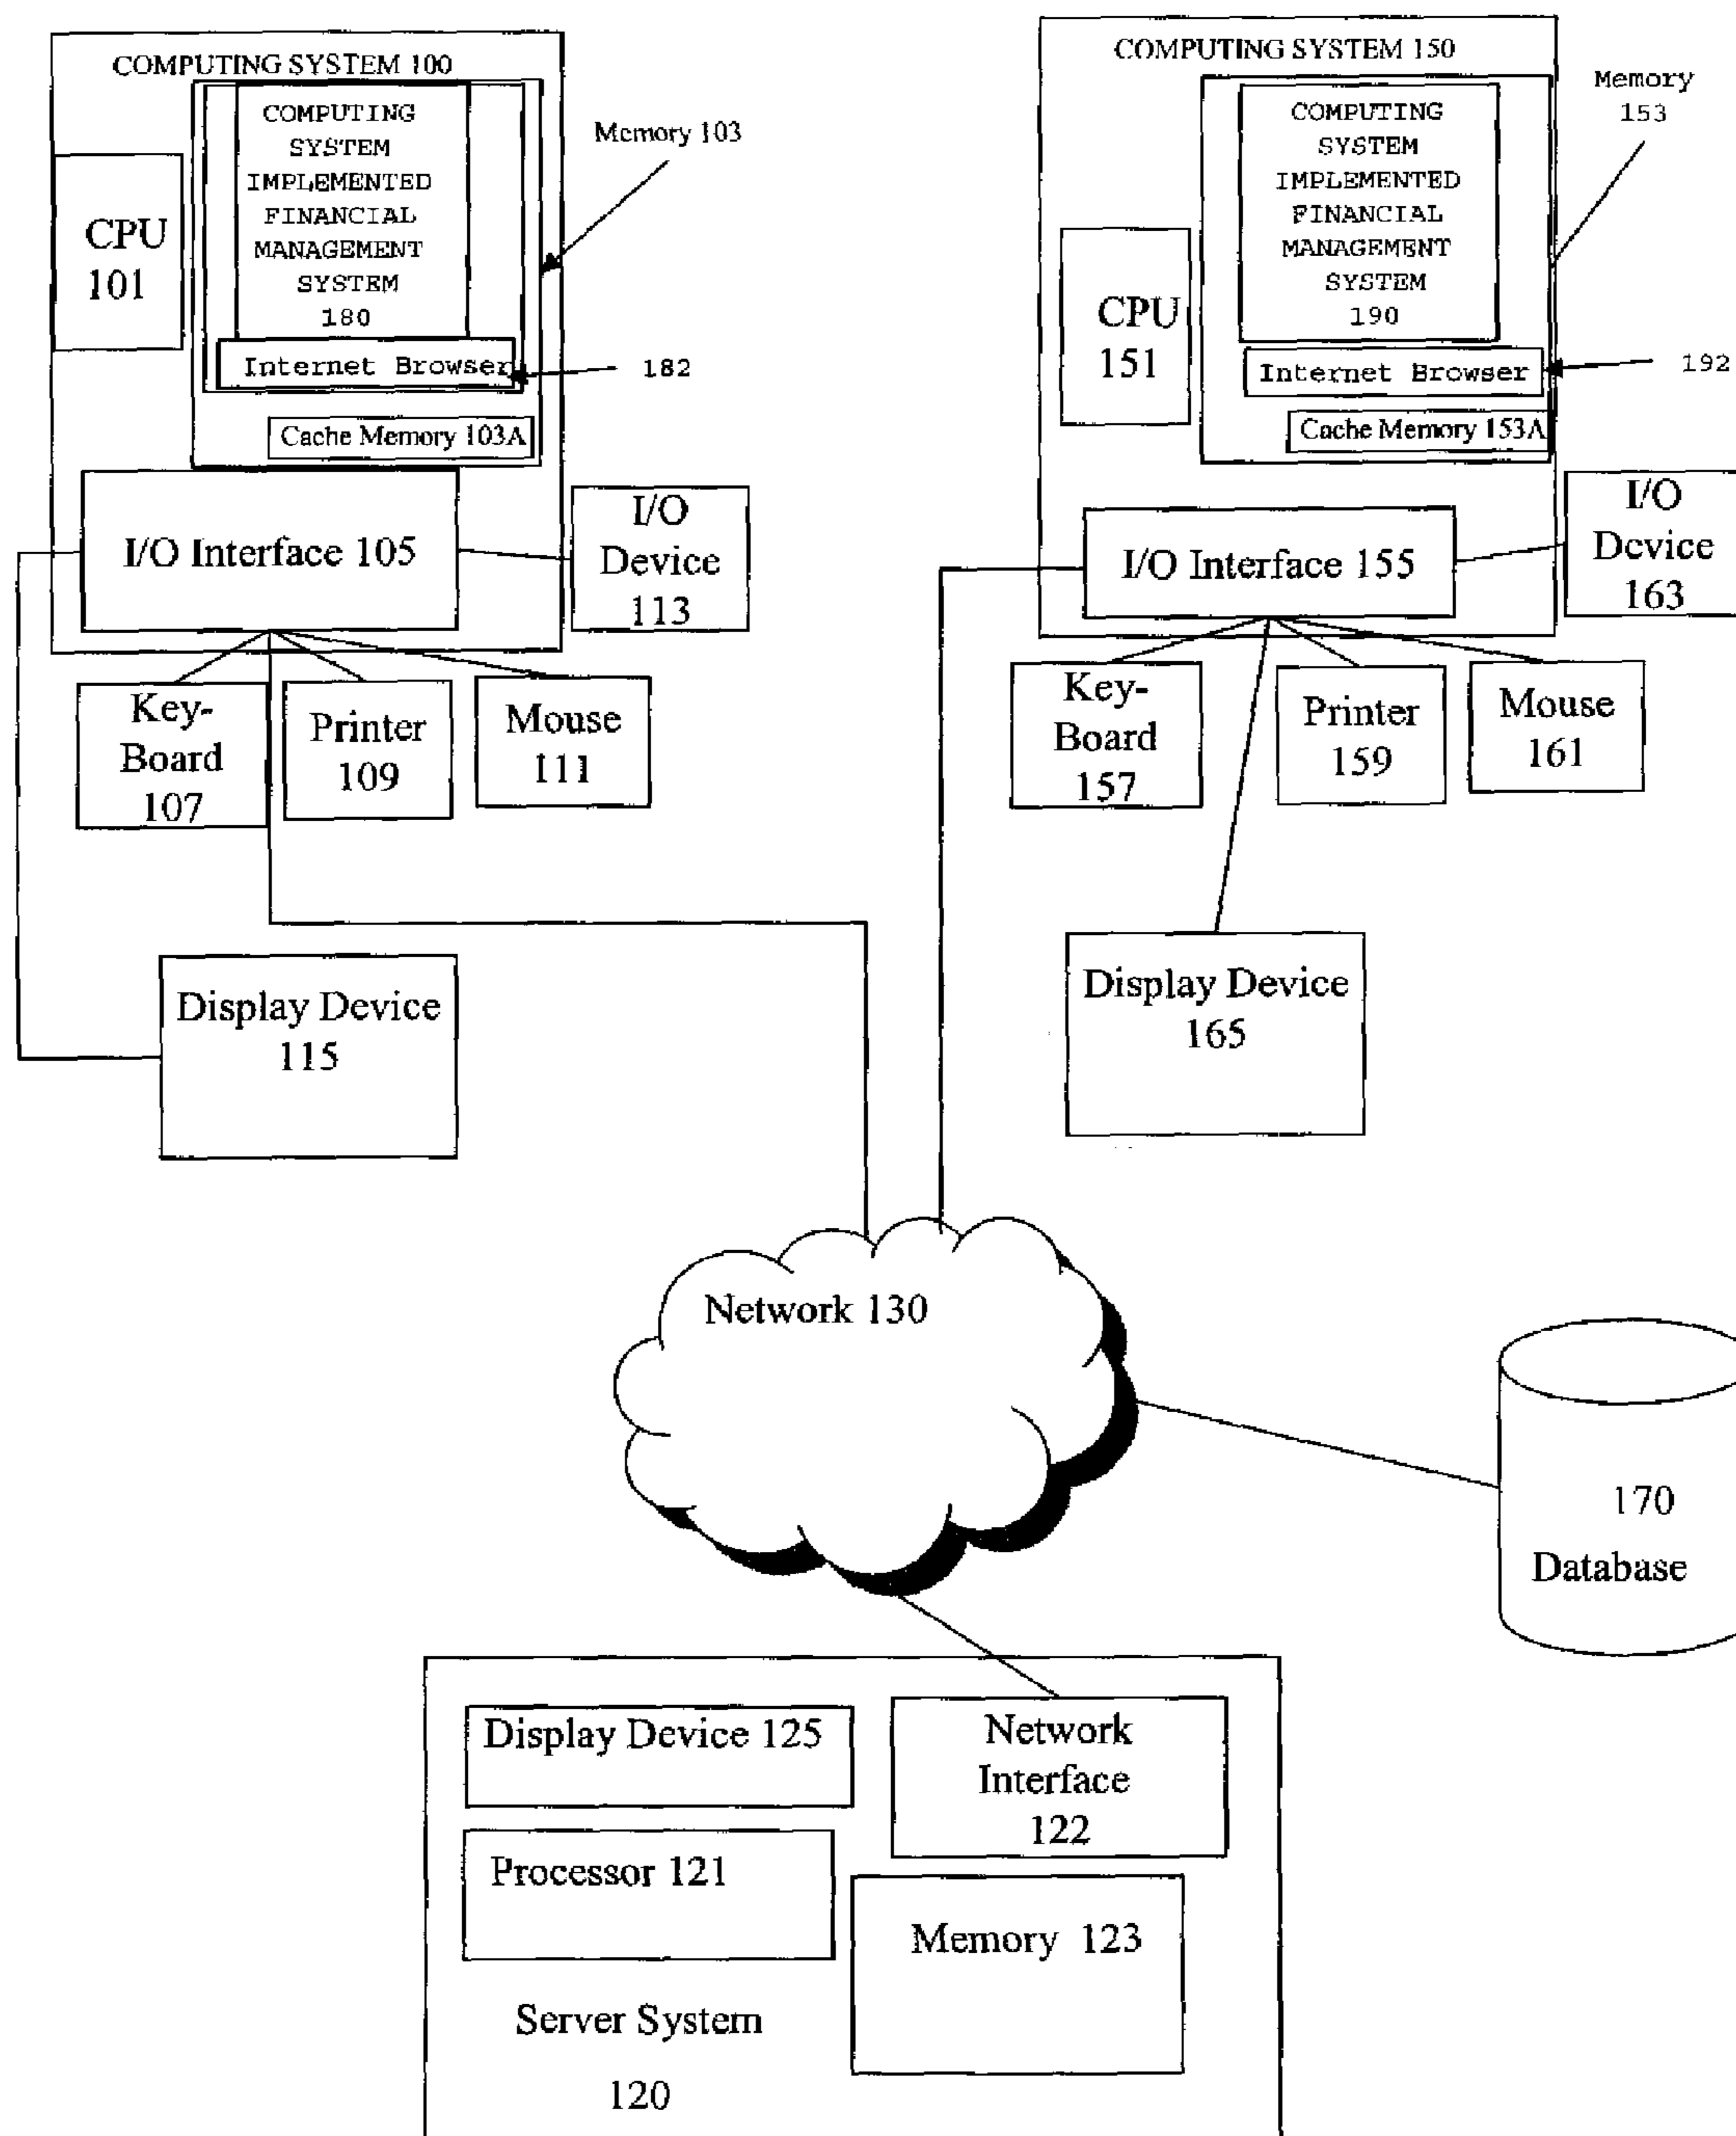 COMPUTING SYSTEM 100
COMPUTING
SYSTEM
IMPLEMENTED
FINANCIAL
MANAGEMENT
SYSTEM
180
Internet Browser
182
Cache Memory 103A
Memory 103
CPU
101
I/O Interface 105
I/O
Device
113
Key-
Board
107
Printer
109
Mouse
111
Display Device
115
COMPUTING SYSTEM 150
COMPUTING
SYSTEM
IMPLEMENTED
FINANCIAL
MANAGEMENT
SYSTEM
190
Internet Browser
192
Cache Memory 153A
Memory
153
CPU
151
I/O Interface 155
I/O
Device
163
Key-
Board
157
Printer
159
Mouse
161
Display Device
165
Network 130
170
Database
Display Device 125
Network
Interface
122
Processor 121
Memory 123
Server System
120